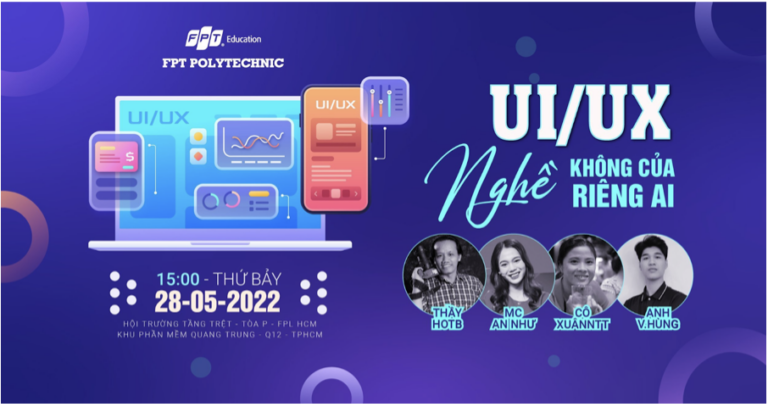 FPT Education
FPT POLYTECHNIC
UI/UX
UI/UX
S
15:00 - THỨ BẢY
28-05-2022
HỘI TRƯỜNG TẦNG TRỆT - TÒA P - FPL HCM
KHU PHẦN MỀM QUANG TRUNG - Q12 - TPHCM
UI/UX
Nghề KHÔNG CỦA
RIÊNG AI
THẦY
HOTB
MC
AN NHƯ
CÔ
XUÂNNTT
ANH
V.HÙNG